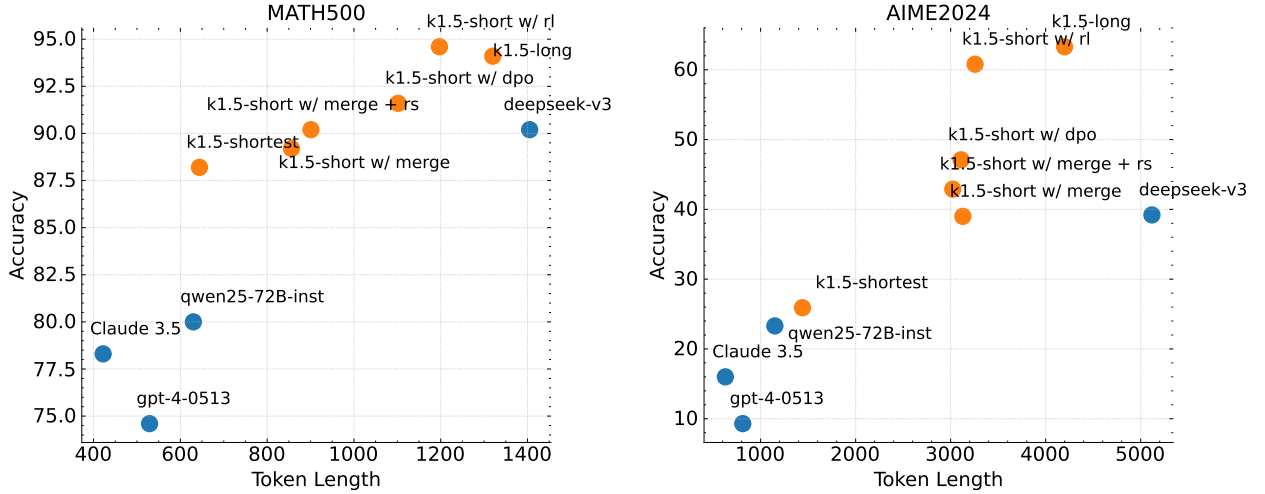 MATH500
95.0
92.5
90.0
87.5
85.0
82.5
80.0
77.5
75.0
Accuracy
k1.5-short w/ rl
k1.5-long
k1.5-short w/ dpo
k1.5-short w/ merge + rs
deepseek-v3
k1.5-shortest
k1.5-short w/ merge
qwen25-72B-inst
Claude 3.5
gpt-4-0513
400 600 800 1000 1200 1400
Token Length
AIME2024
60
50
40
30
20
10
Accuracy
k1.5-long
k1.5-short w/ rl
k1.5-short w/ dpo
k1.5-short w/ merge + rs
k1.5-short w/ merge
deepseek-v3
k1.5-shortest
qwen25-72B-inst
Claude 3.5
gpt-4-0513
1000 2000 3000 4000 5000
Token Length